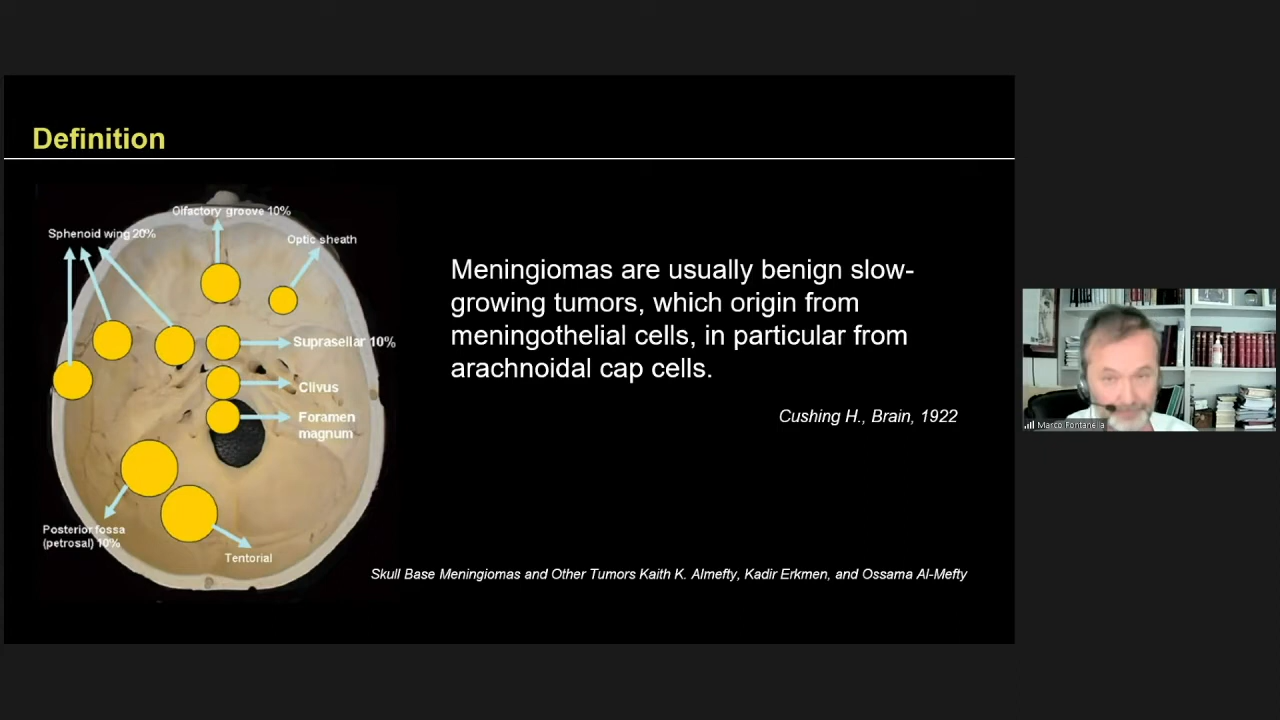 Definition
Olfactory groove 10%
Sphenoid wing 20%
Optic sheath
Suprasellar 10%
Clivus
Foramen
magnum
Posterior fossa
(petrosal) 10%
Tentorial
Meningiomas are usually benign slow-
growing tumors, which origin from
meningothelial cells, in particular from
arachnoidal cap cells.
Cushing H., Brain, 1922
Skull Base Meningiomas and Other Tumors Kaith K. Almefty, Kadir Erkmen, and Ossama Al-Mefty
Marco Fontanella